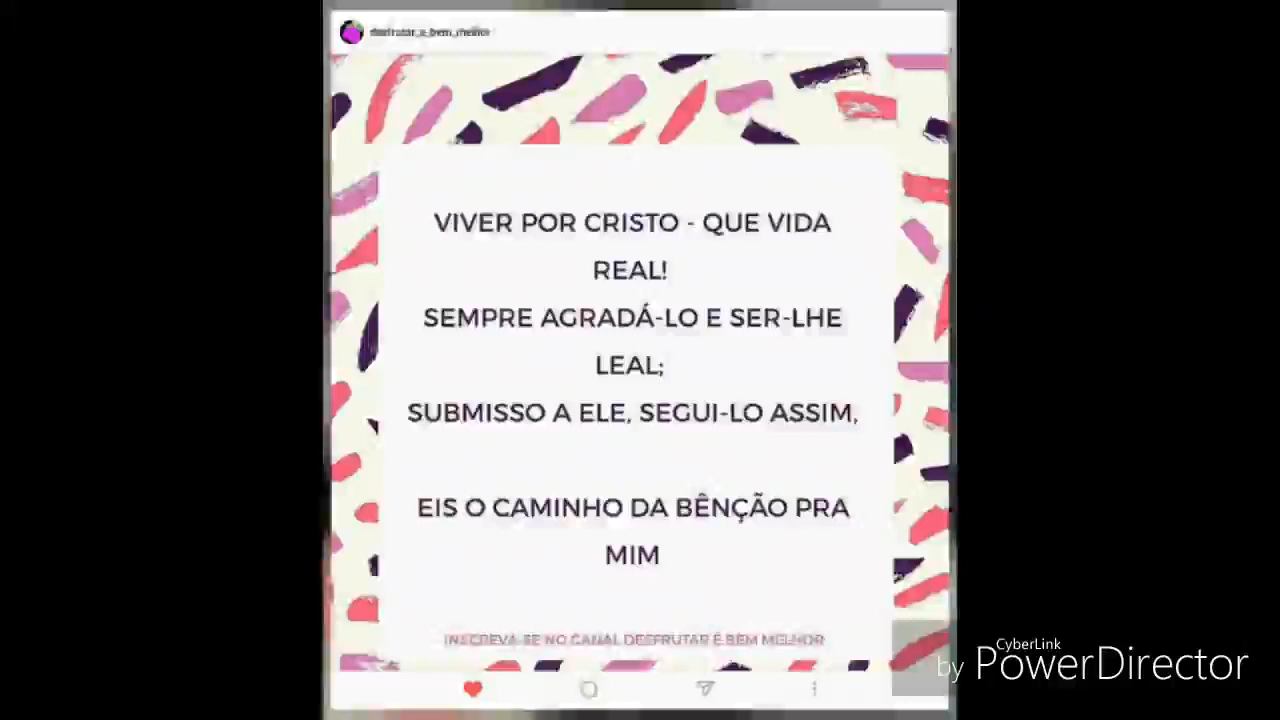 desfrutar_e_bem_melhor
VIVER POR CRISTO - QUE VIDA
REAL!
SEMPRE AGRADÁ-LO E SER-LHE
LEAL;
SUBMISSO A ELE, SEGUI-LO ASSIM,
EIS O CAMINHO DA BÊNÇÃO PRA
MIM
INSCREVA-SE NO CANAL DESFRUTAR É BEM MELHOR
CyberLink
by PowerDirector